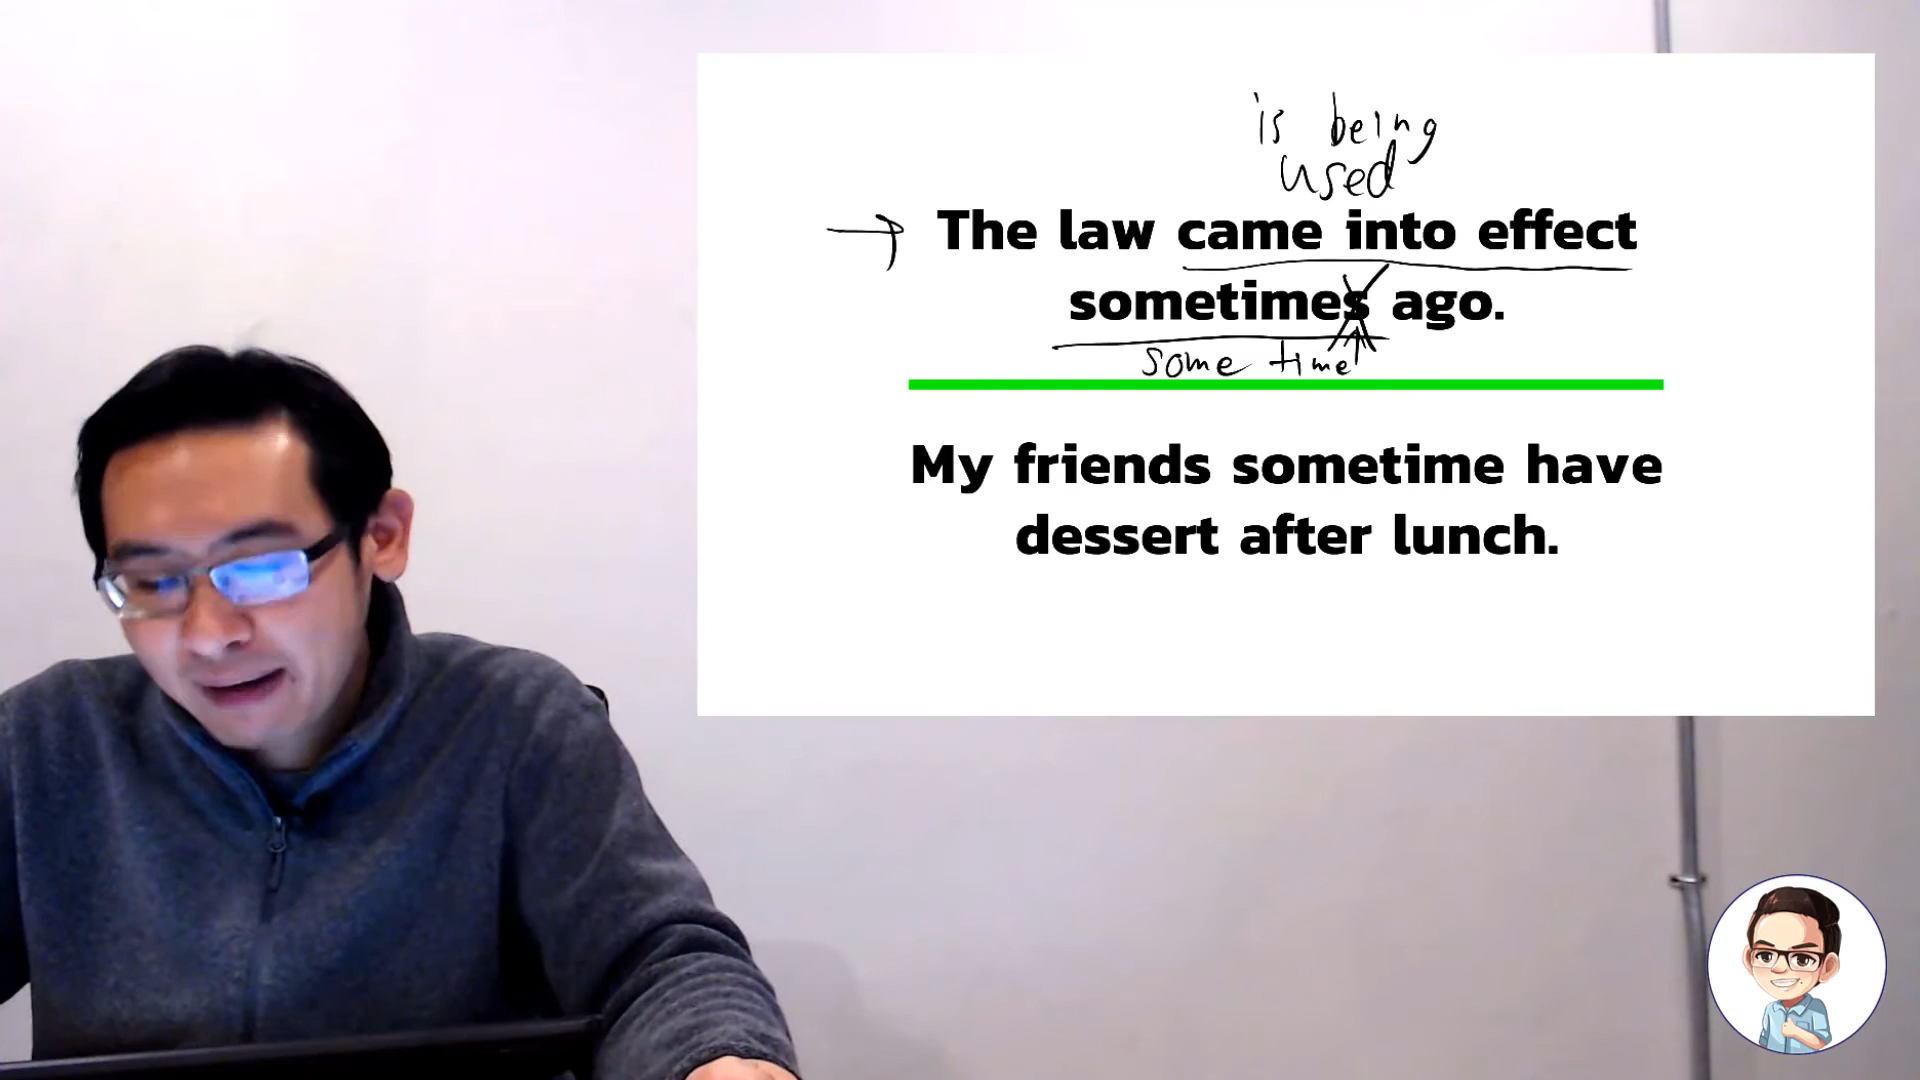 is being
used
The law came into effect
sometimes ago.
some time
My friends sometime have
dessert after lunch.